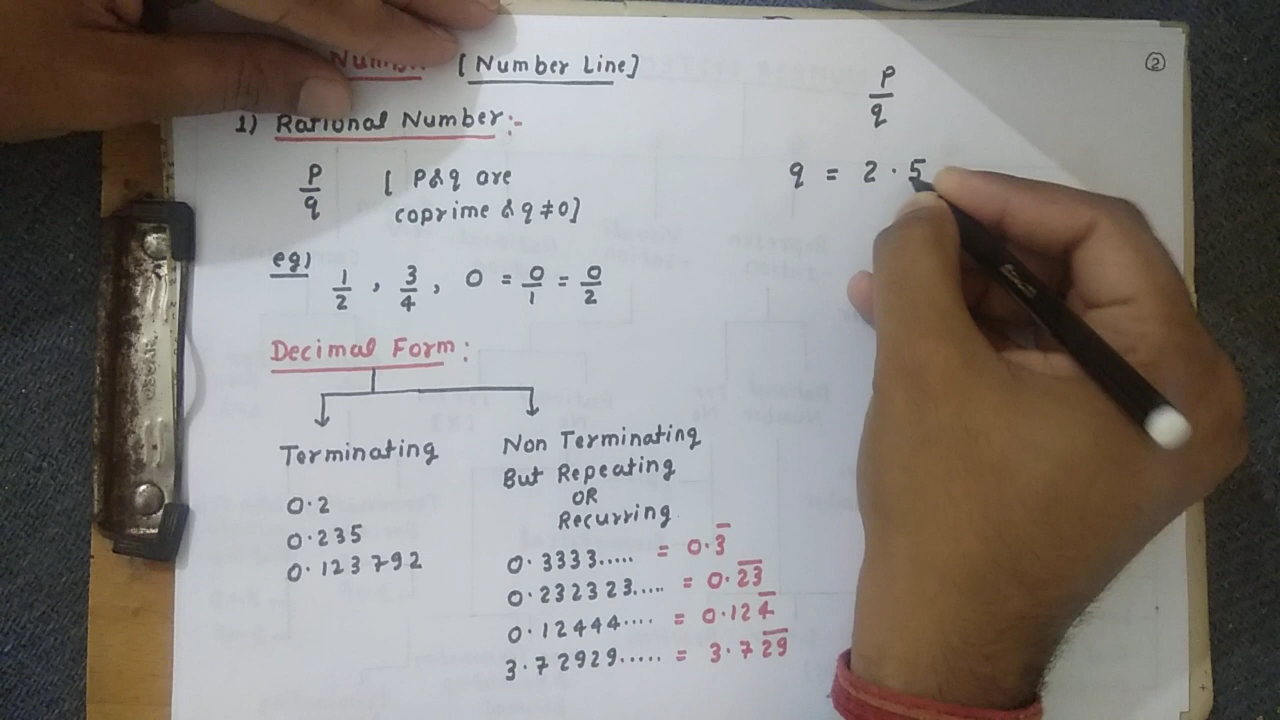 Number [Number Line]
②
1) Rational Number:-
P/q [P & q are
coprime & q ≠ 0]
P/q
q = 2.5
eg) 1/2, 3/4, 0 = 0/1 = 0/2
Decimal Form:
Terminating
0.2
0.235
0.123792
Non Terminating
But Repeating
OR
Recurring
0.3333..... = 0.3̅
0.232323..... = 0.2̅3̅
0.12444.... = 0.124̅
3.72929..... = 3.72̅9̅